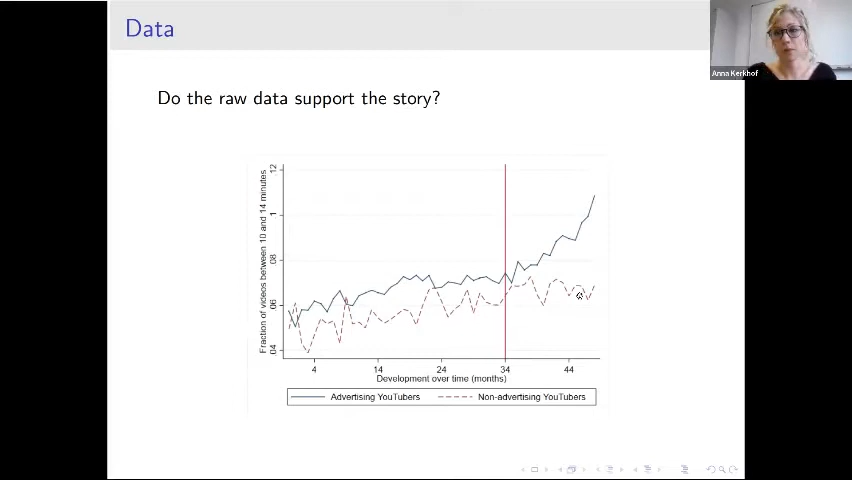 Data
Anna Kerkhof
Do the raw data support the story?
Fraction of videos between 10 and 14 minutes
.12
.1
.08
.06
.04
4
14
24
34
44
Development over time (months)
Advertising YouTubers
Non-advertising YouTubers